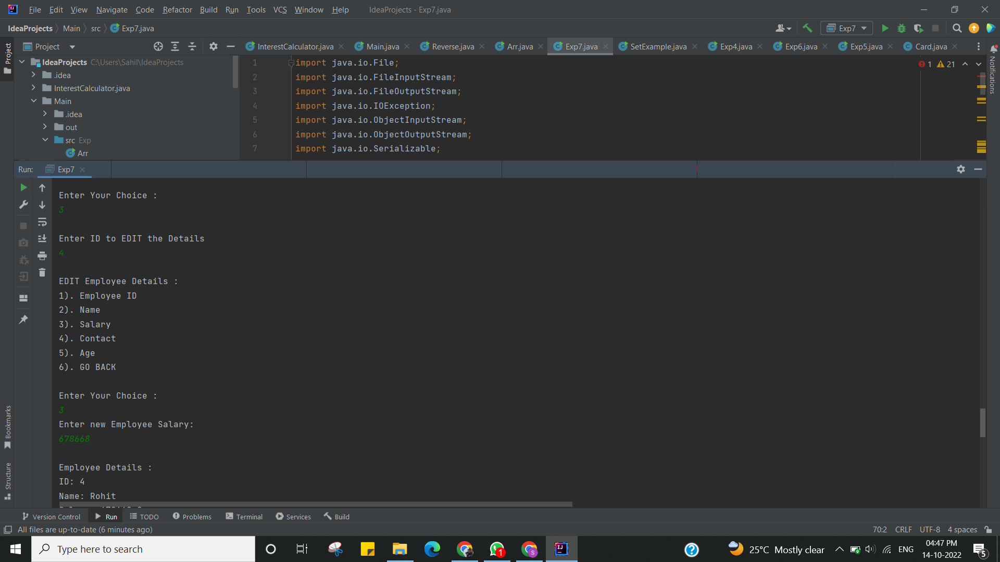 File Edit View Navigate Code Refactor Build Run Tools VCS Window Help IdeaProjects - Exp7.java
IdeaProjects Main src Exp7.java Exp7
Project
Project InterestCalculator.java Main.java Reverse.java Arr.java Exp7.java SetExample.java Exp4.java Exp6.java Exp5.java Card.java
Notifications
IdeaProjects C:\Users\Sahil\IdeaProjects
.idea
InterestCalculator.java
Main
.idea
out
src Exp
Arr
1 import java.io.File;
2 import java.io.FileInputStream;
3 import java.io.FileOutputStream;
4 import java.io.IOException;
5 import java.io.ObjectInputStream;
6 import java.io.ObjectOutputStream;
7 import java.io.Serializable;
1 21
Run: Exp7
Enter Your Choice :
3
Enter ID to EDIT the Details
4
EDIT Employee Details :
1). Employee ID
2). Name
3). Salary
4). Contact
5). Age
6). GO BACK
Enter Your Choice :
3
Enter new Employee Salary:
678668
Employee Details :
ID: 4
Name: Rohit
Bookmarks
Structure
Version Control Run TODO Problems Terminal Services Build
All files are up-to-date (6 minutes ago) 70:2 CRLF UTF-8 4 spaces
Type here to search
1
S
IJ
25°C Mostly clear ENG
04:47 PM
14-10-2022
5